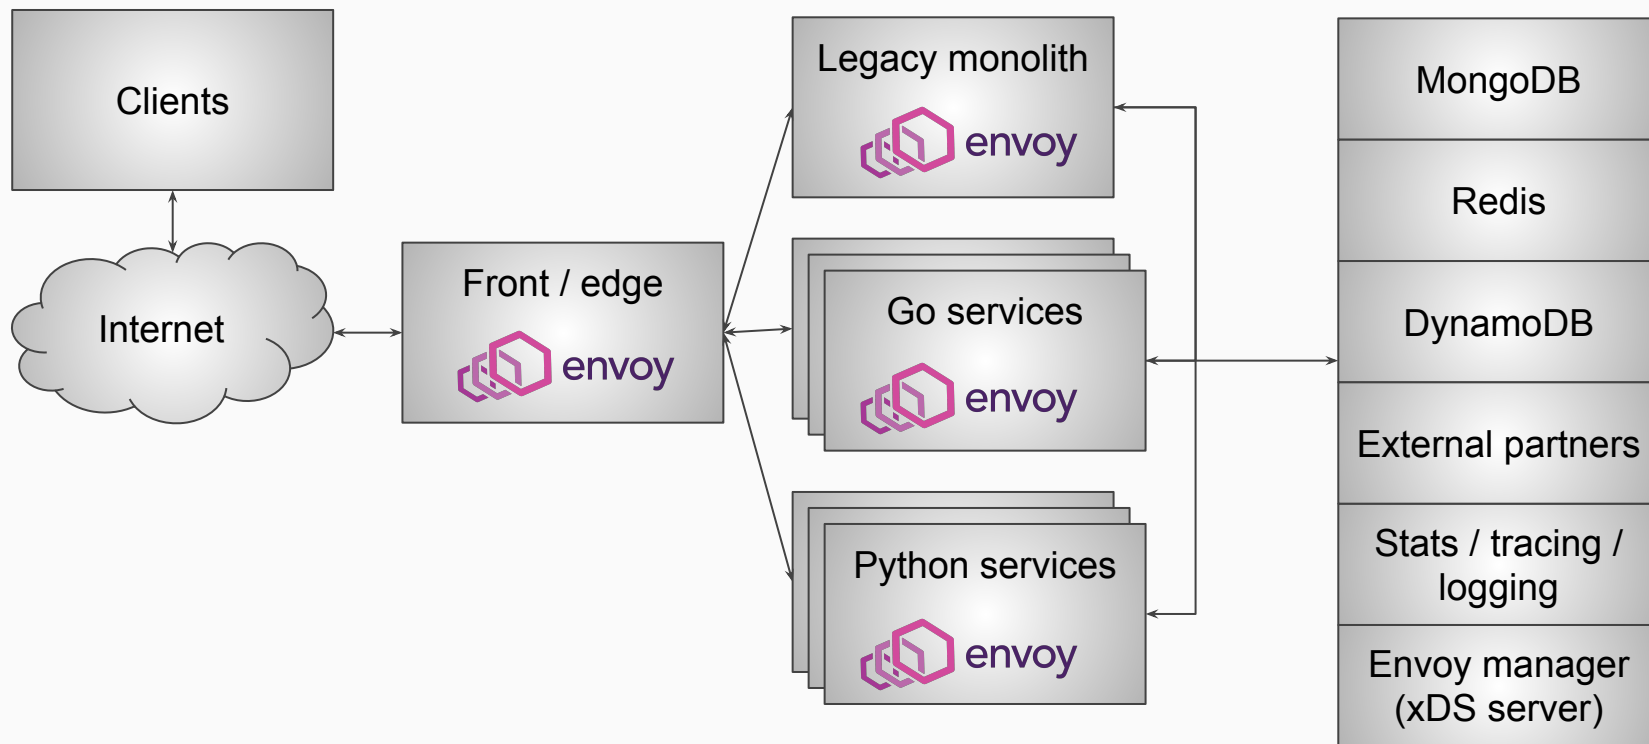 Clients
Internet
Front / edge
envoy
Legacy monolith
envoy
Go services
envoy
Python services
envoy
MongoDB
Redis
DynamoDB
External partners
Stats / tracing /
logging
Envoy manager
(xDS server)